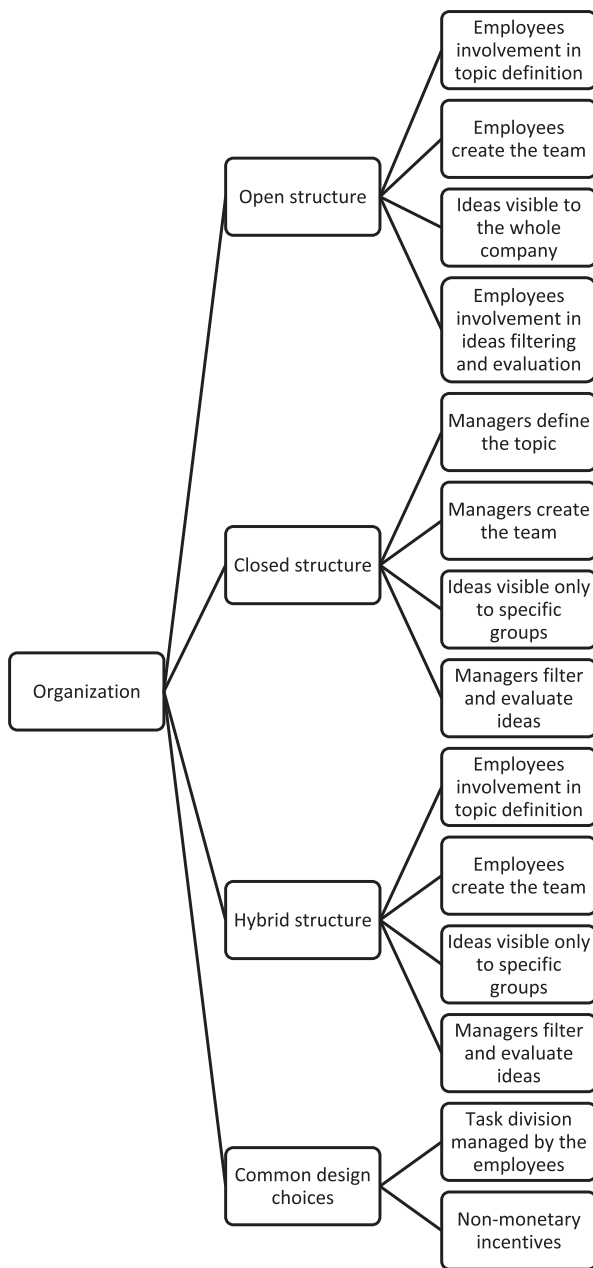 Employees
involvement in
topic definition
Employees
create the team
Open structure
Ideas visible to
the whole
company
Employees
involvement in
ideas filtering
and evaluation
Managers define
the topic
Managers create
the team
Closed structure
Ideas visible only
to specific
groups
Managers filter
and evaluate
ideas
Organization
Employees
involvement in
topic definition
Employees
create the team
Hybrid structure
Ideas visible only
to specific
groups
Managers filter
and evaluate
ideas
Common design
choices
Task division
managed by the
employees
Non-monetary
incentives